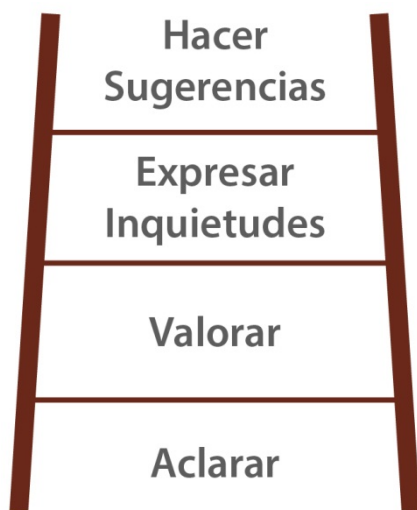 Hacer
Sugerencias
Expresar
Inquietudes
Valorar
Aclarar